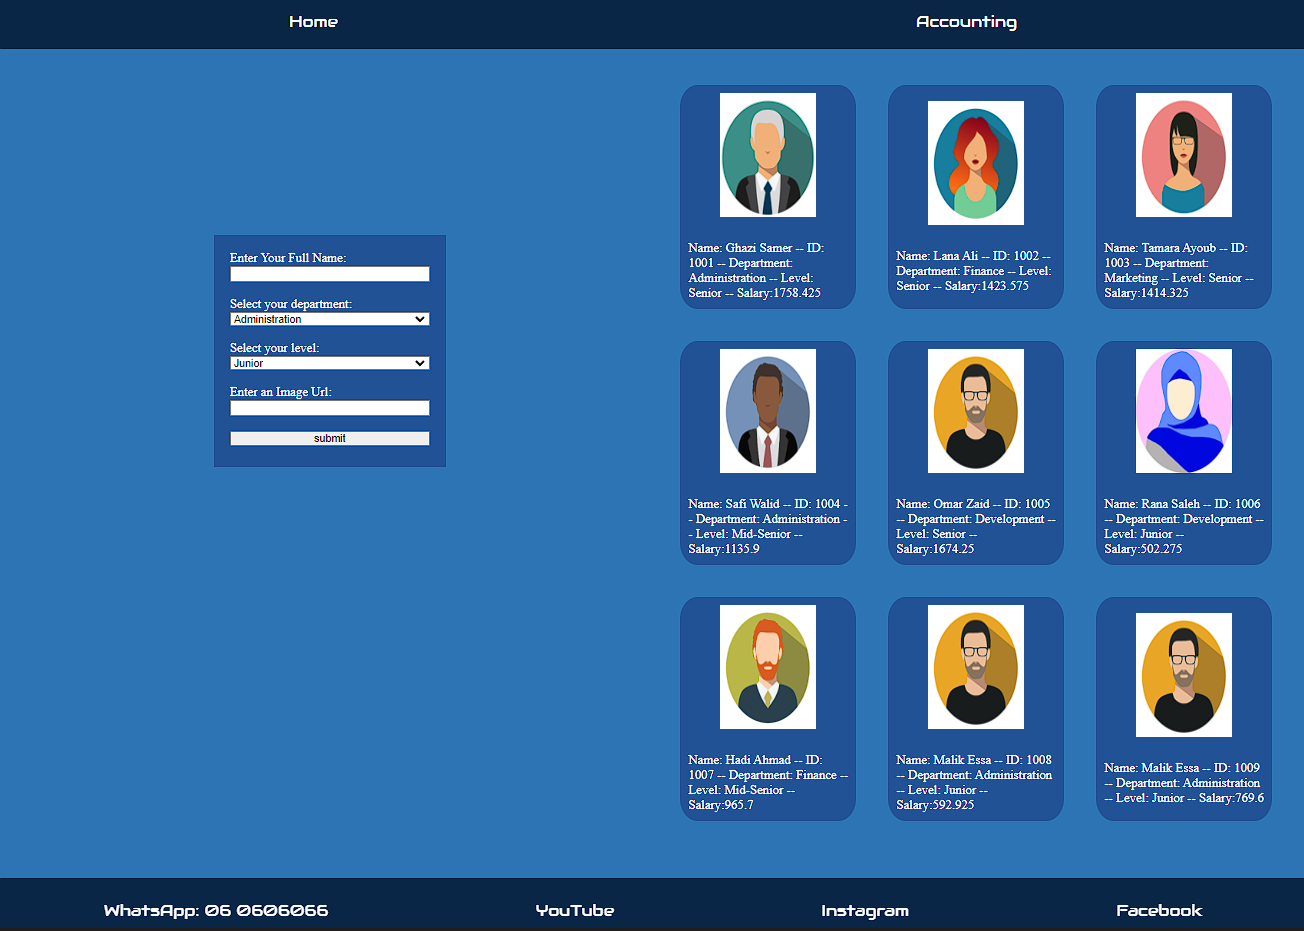 Home
Accounting
Enter Your Full Name:
Select your department:
Administration
Select your level:
Junior
Enter an Image Url:
submit
Name: Ghazi Samer -- ID:
1001 -- Department:
Administration -- Level:
Senior -- Salary:1758.425
Name: Lana Ali -- ID: 1002 --
Department: Finance -- Level:
Senior -- Salary:1423.575
Name: Tamara Ayoub -- ID:
1003 -- Department:
Marketing -- Level: Senior --
Salary:1414.325
Name: Safi Walid -- ID: 1004 -
- Department: Administration -
- Level: Mid-Senior --
Salary:1135.9
Name: Omar Zaid -- ID: 1005
-- Department: Development --
Level: Senior --
Salary:1674.25
Name: Rana Saleh -- ID: 1006
-- Department: Development --
Level: Junior --
Salary:502.275
Name: Hadi Ahmad -- ID:
1007 -- Department: Finance --
Level: Mid-Senior --
Salary:965.7
Name: Malik Essa -- ID: 1008
-- Department: Administration
-- Level: Junior --
Salary:592.925
Name: Malik Essa -- ID: 1009
-- Department: Administration
-- Level: Junior -- Salary:769.6
WhatsApp: 06 0606066
YouTube
Instagram
Facebook